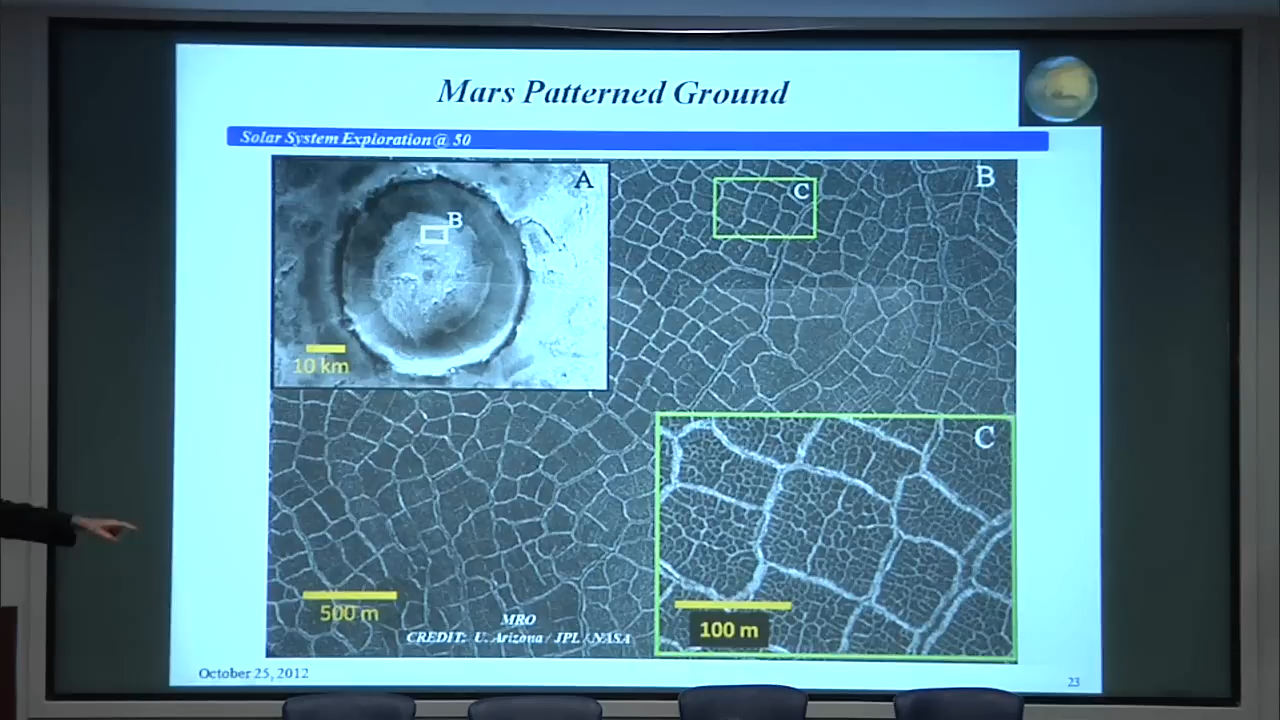 Mars Patterned Ground
Solar System Exploration@ 50
A
B
10 km
B
C
C
500 m
100 m
MRO
CREDIT: U. Arizona / JPL / NASA
October 25, 2012
23